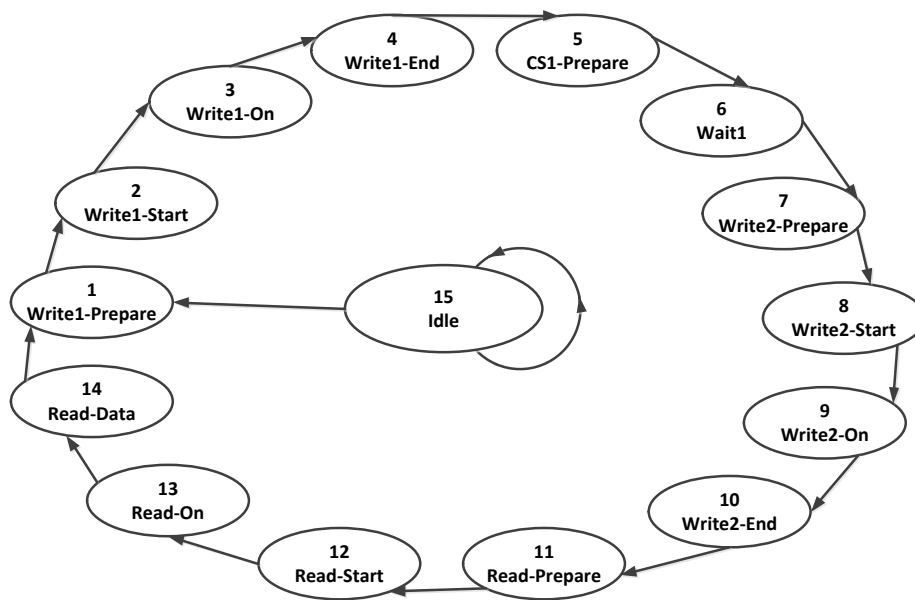 4
Write1-End
5
CS1-Prepare
3
Write1-On
6
Wait1
2
Write1-Start
7
Write2-Prepare
1
Write1-Prepare
15
Idle
8
Write2-Start
14
Read-Data
9
Write2-On
13
Read-On
10
Write2-End
12
Read-Start
11
Read-Prepare